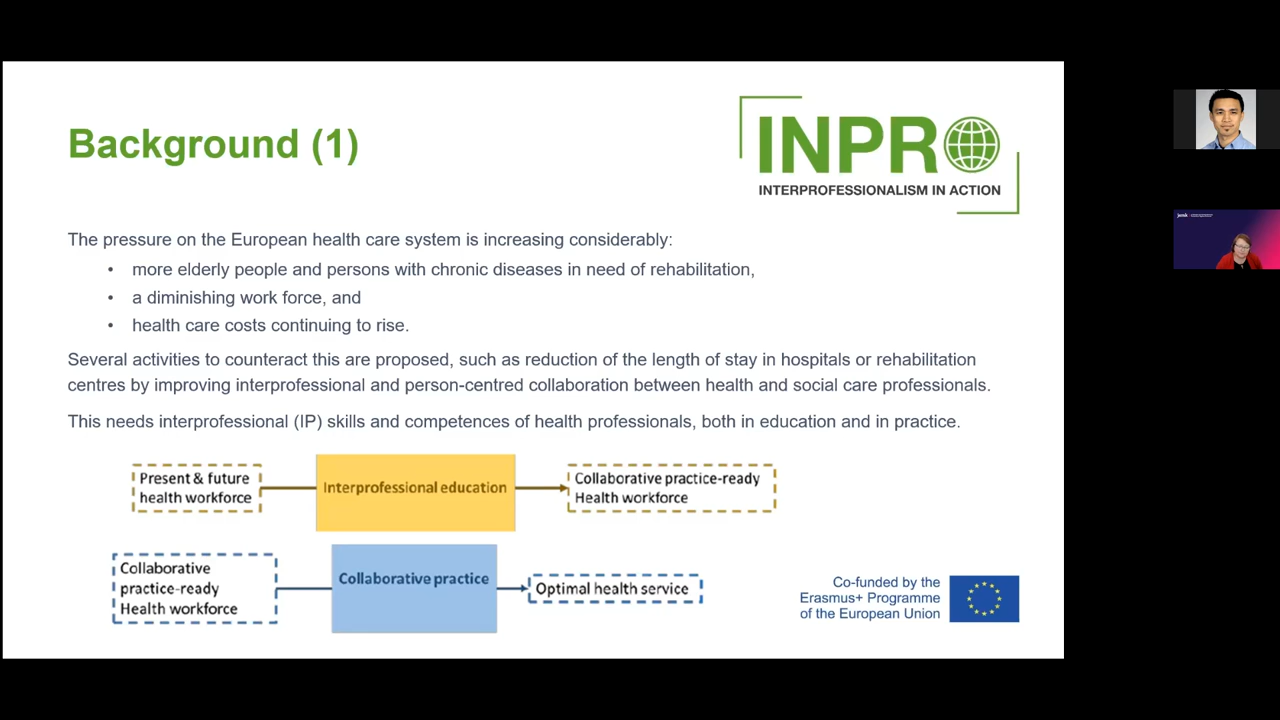 Background (1)
INPRO
INTERPROFESSIONALISM IN ACTION
The pressure on the European health care system is increasing considerably:
• more elderly people and persons with chronic diseases in need of rehabilitation,
• a diminishing work force, and
• health care costs continuing to rise.
Several activities to counteract this are proposed, such as reduction of the length of stay in hospitals or rehabilitation
centres by improving interprofessional and person-centred collaboration between health and social care professionals.
This needs interprofessional (IP) skills and competences of health professionals, both in education and in practice.
Present & future
health workforce
Interprofessional education
Collaborative practice-ready
Health workforce
Collaborative
practice-ready
Health workforce
Collaborative practice
Optimal health service
Co-funded by the
Erasmus+ Programme
of the European Union
jamk